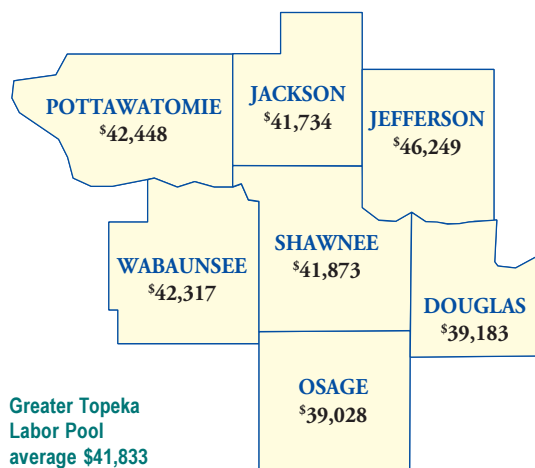 POTTAWATOMIE
$42,448
JACKSON
$41,734
JEFFERSON
$46,249
WABAUNSEE
$42,317
SHAWNEE
$41,873
DOUGLAS
$39,183
OSAGE
$39,028
Greater Topeka
Labor Pool
average $41,833